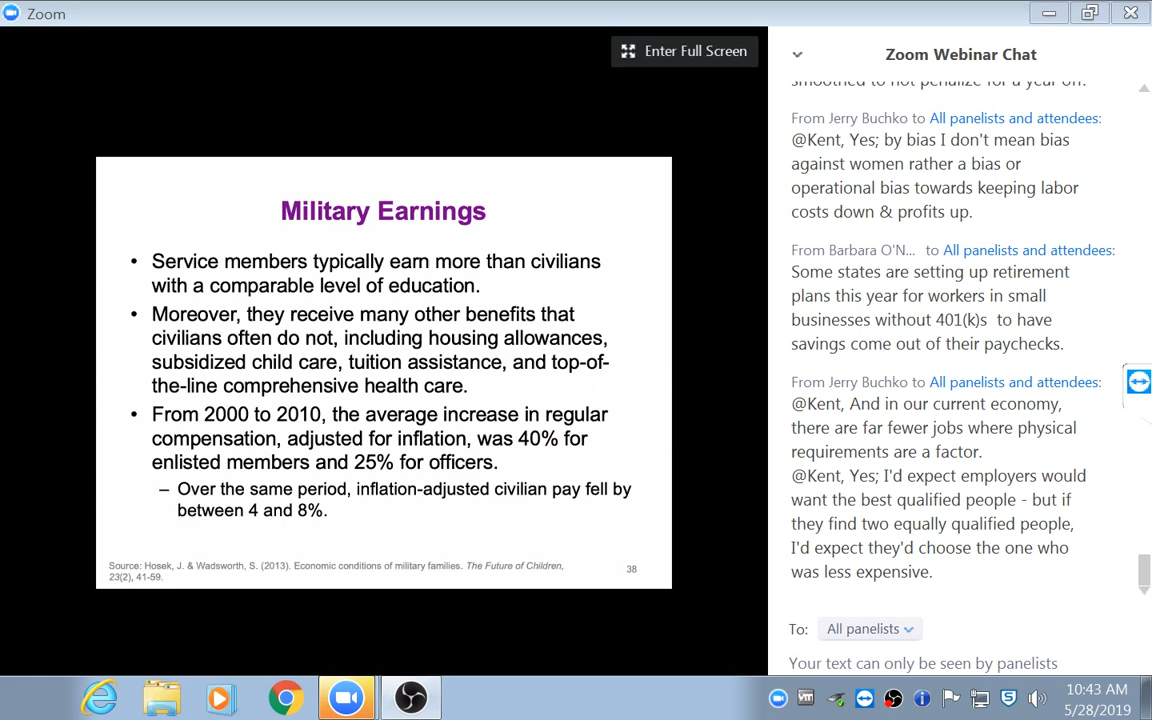 Zoom
Enter Full Screen
Military Earnings
• Service members typically earn more than civilians
with a comparable level of education.
• Moreover, they receive many other benefits that
civilians often do not, including housing allowances,
subsidized child care, tuition assistance, and top-of-
the-line comprehensive health care.
• From 2000 to 2010, the average increase in regular
compensation, adjusted for inflation, was 40% for
enlisted members and 25% for officers.
– Over the same period, inflation-adjusted civilian pay fell by
between 4 and 8%.
Source: Hosek, J. & Wadsworth, S. (2013). Economic conditions of military families. The Future of Children,
23(2), 41-59.
38
Zoom Webinar Chat
smoothed to not penalize for a year off.
From Jerry Buchko to All panelists and attendees:
@Kent, Yes; by bias I don't mean bias
against women rather a bias or
operational bias towards keeping labor
costs down & profits up.
From Barbara O'N... to All panelists and attendees:
Some states are setting up retirement
plans this year for workers in small
businesses without 401(k)s to have
savings come out of their paychecks.
From Jerry Buchko to All panelists and attendees:
@Kent, And in our current economy,
there are far fewer jobs where physical
requirements are a factor.
@Kent, Yes; I'd expect employers would
want the best qualified people - but if
they find two equally qualified people,
I'd expect they'd choose the one who
was less expensive.
To: All panelists
Your text can only be seen by panelists
10:43 AM
5/28/2019